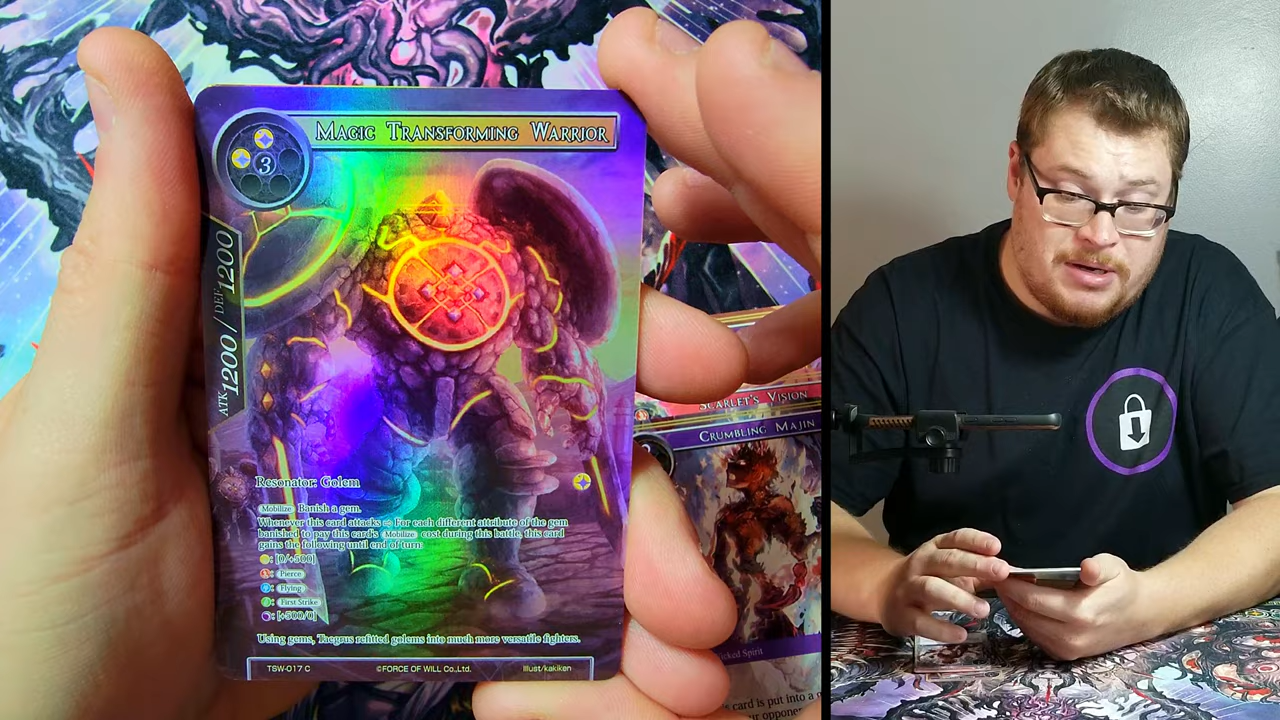 MAGIC TRANSFORMING WARRIOR
3
ATK 1200 / DEF 1200
Resonator: Golem
Mobilize Banish a gem.
Whenever this card attacks ⇨ For each different attribute of the gem
banished to pay this card's Mobilize cost during this battle, this card
gains the following until end of turn:
: [0/+500]
: Pierce
: Flying
: First Strike
: [+500/0]
Using gems, Taegrus refitted golems into much more versatile fighters.
TSW-017 C ©FORCE OF WILL Co.,Ltd. Illust/kakiken
SCARLET'S VISION
CRUMBLING MAJIN
icked Spirit
card is put into a
our oppone